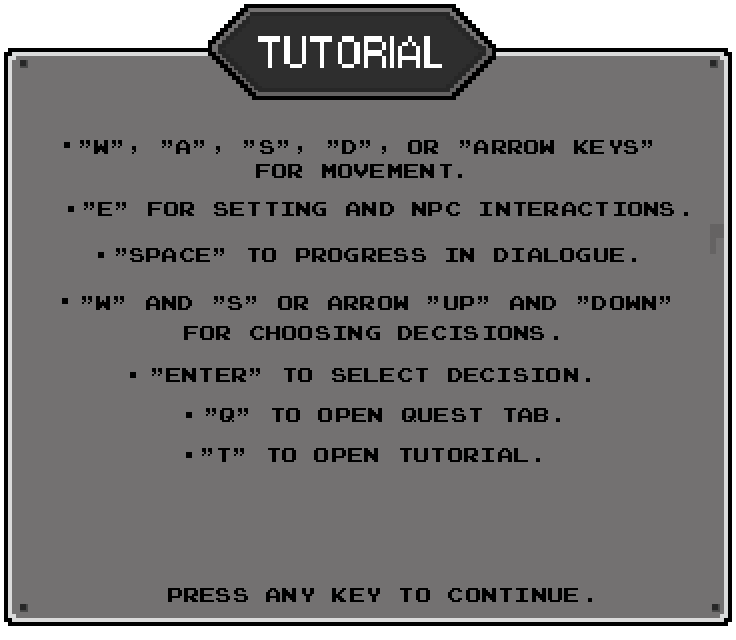 TUTORIAL
▪"W", "A", "S", "D", OR "ARROW KEYS"
FOR MOVEMENT.
▪"E" FOR SETTING AND NPC INTERACTIONS.
▪"SPACE" TO PROGRESS IN DIALOGUE.
▪"W" AND "S" OR ARROW "UP" AND "DOWN"
FOR CHOOSING DECISIONS.
▪"ENTER" TO SELECT DECISION.
▪"Q" TO OPEN QUEST TAB.
▪"T" TO OPEN TUTORIAL.
PRESS ANY KEY TO CONTINUE.